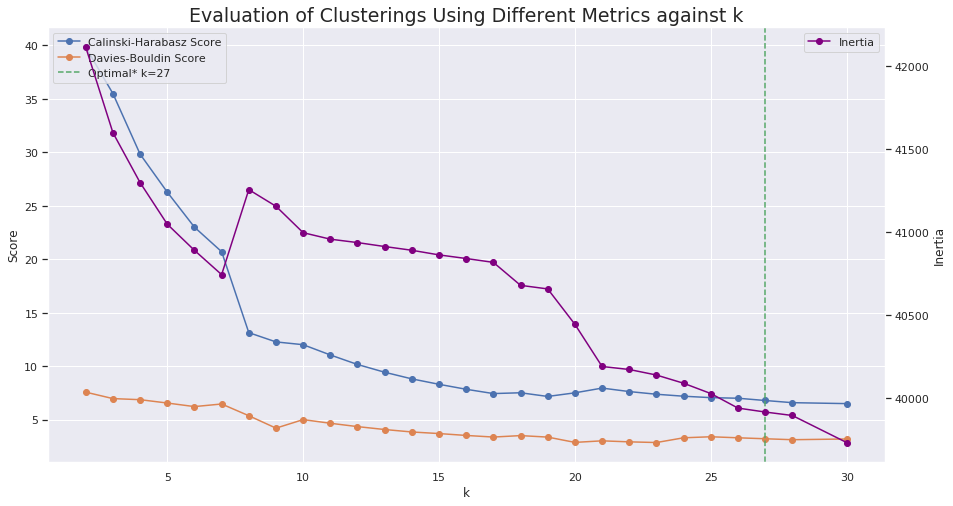 Evaluation of Clusterings Using Different Metrics against k
Calinski-Harabasz Score
Davies-Bouldin Score
Optimal* k=27
Inertia
40
35
30
25
20
15
10
5
Score
42000
41500
41000
40500
40000
Inertia
5 10 15 20 25 30
k